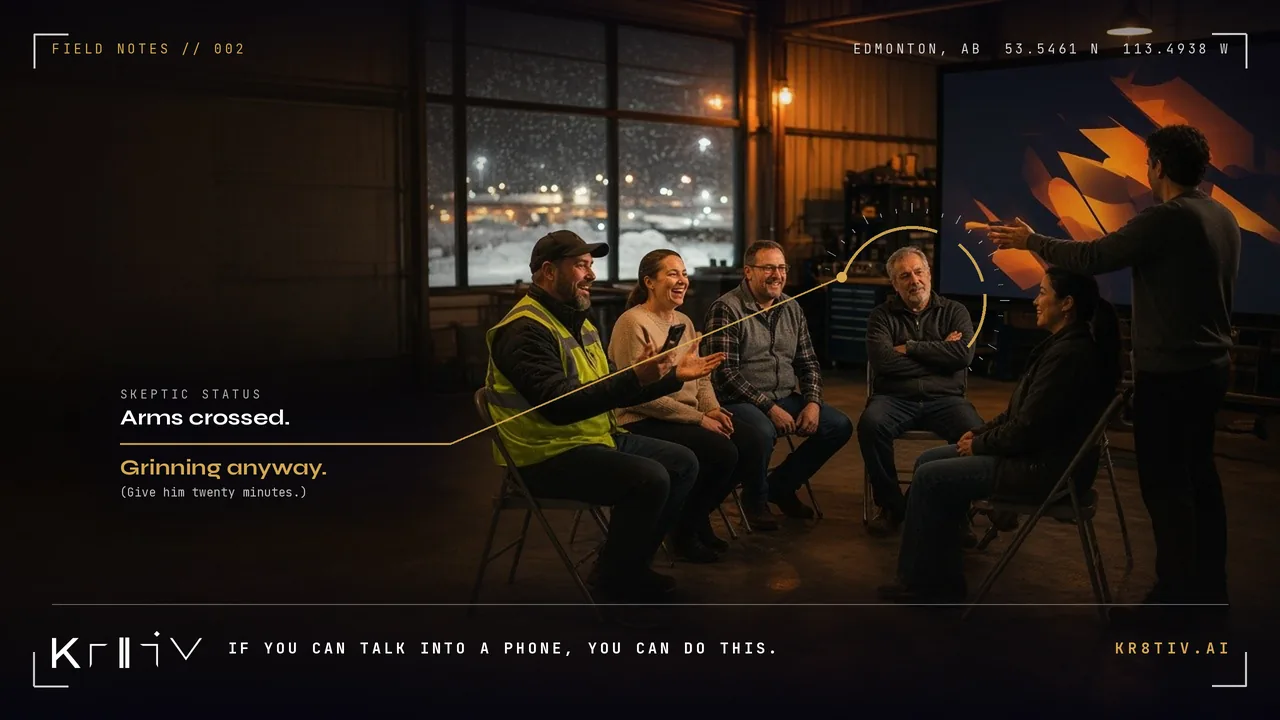 FIELD NOTES // 002
EDMONTON, AB 53.5461 N 113.4938 W
SKEPTIC STATUS
Arms crossed.
Grinning anyway.
(Give him twenty minutes.)
Kr8tiv IF YOU CAN TALK INTO A PHONE, YOU CAN DO THIS.
KR8TIV.AI